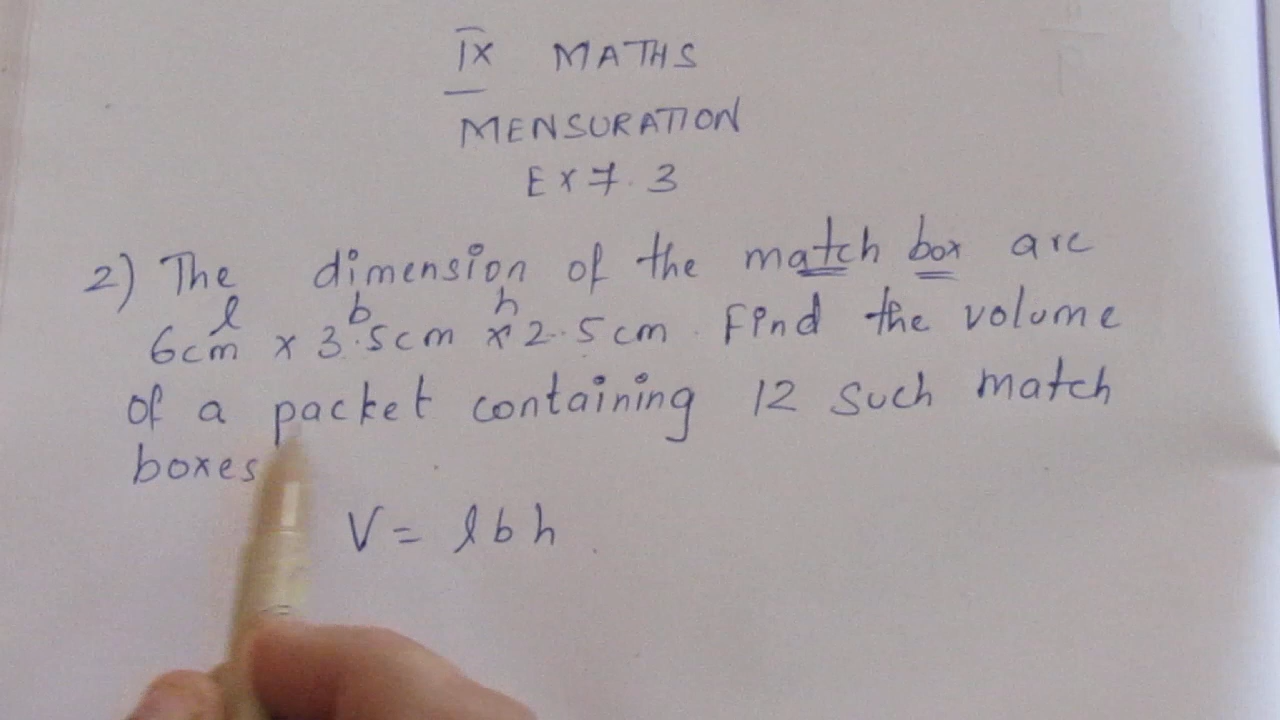 IX MATHS
MENSURATION
Ex 7.3
2) The dimension of the match box are
l b h
6cm x 3.5cm x 2.5cm. Find the volume
of a packet containing 12 such match
boxes
V = lbh